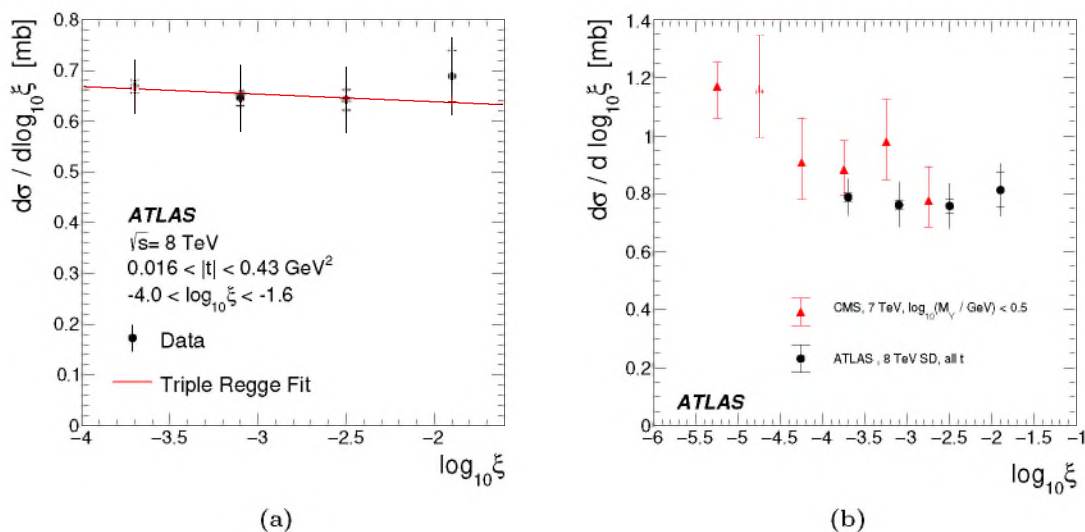 dσ / dlog10ξ [mb]
0.8
0.7
0.6
0.5
0.4
0.3
0.2
0.1
0
ATLAS
√s= 8 TeV
0.016 < |t| < 0.43 GeV²
-4.0 < log10ξ < -1.6
Data
Triple Regge Fit
−4 −3.5 −3 −2.5 −2
log10ξ
(a)
dσ / d log10ξ [mb]
1.4
1.2
1
0.8
0.6
0.4
0.2
0
CMS, 7 TeV, log10(MY / GeV) < 0.5
ATLAS , 8 TeV SD, all t
ATLAS
−6 −5.5 −5 −4.5 −4 −3.5 −3 −2.5 −2 −1.5 −1
log10ξ
(b)